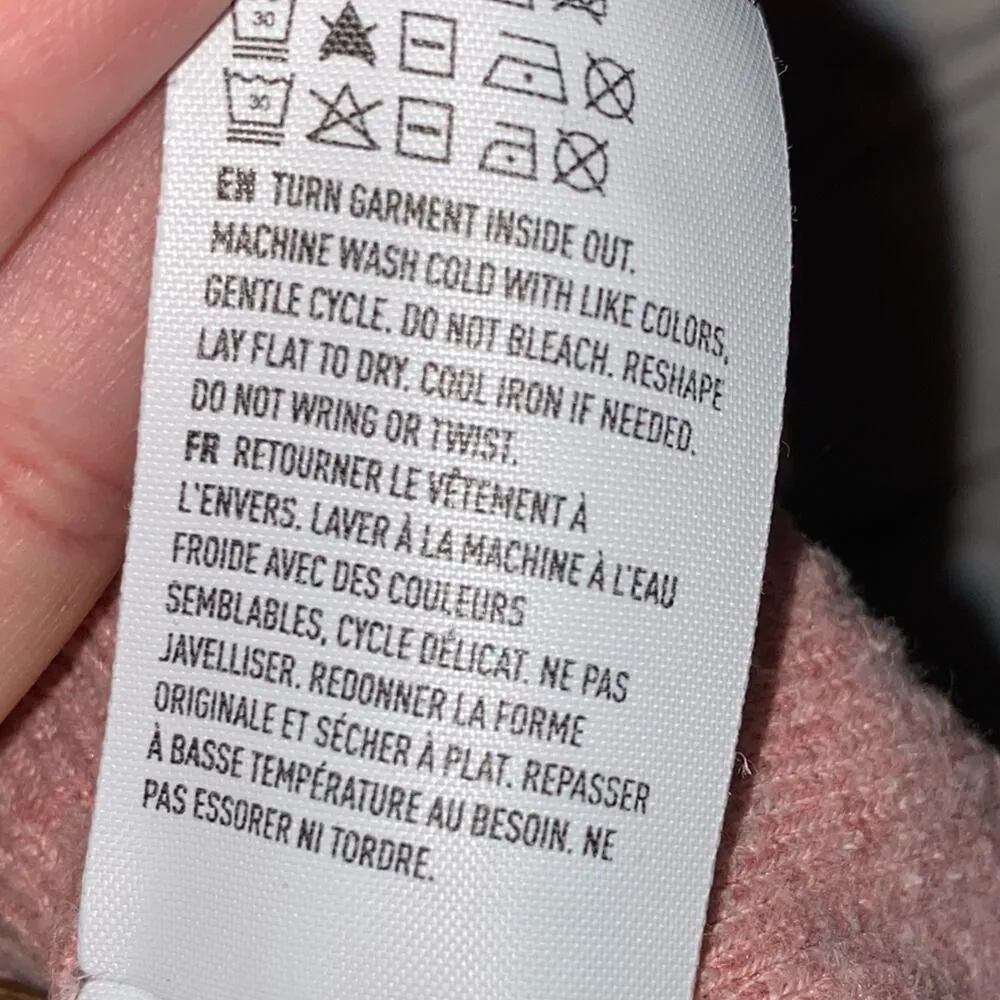 30
30
EN TURN GARMENT INSIDE OUT.
MACHINE WASH COLD WITH LIKE COLORS,
GENTLE CYCLE. DO NOT BLEACH. RESHAPE
LAY FLAT TO DRY. COOL IRON IF NEEDED.
DO NOT WRING OR TWIST.
FR RETOURNER LE VÊTEMENT À
L'ENVERS. LAVER À LA MACHINE À L'EAU
FROIDE AVEC DES COULEURS
SEMBLABLES, CYCLE DÉLICAT. NE PAS
JAVELLISER. REDONNER LA FORME
ORIGINALE ET SÉCHER À PLAT. REPASSER
À BASSE TEMPÉRATURE AU BESOIN. NE
PAS ESSORER NI TORDRE.